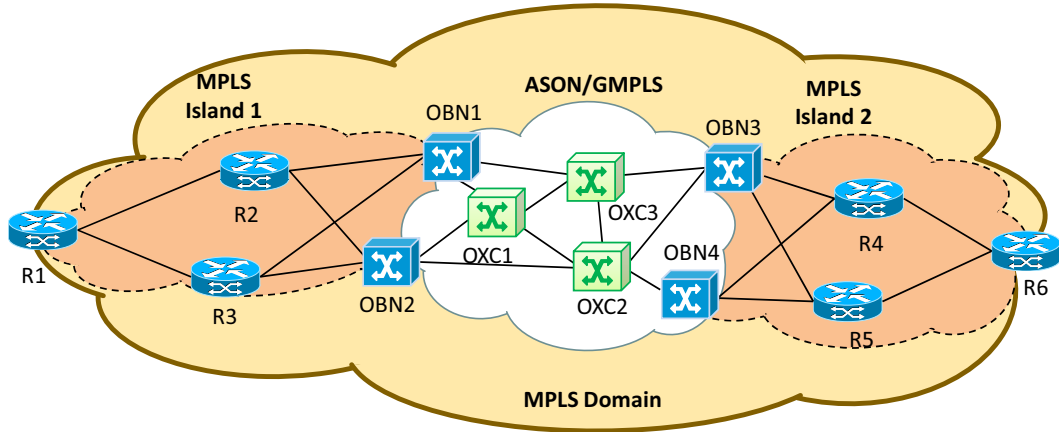 MPLS
Island 1
ASON/GMPLS
MPLS
Island 2
OBN1
OBN3
R2
OXC3
OXC1
R4
OBN4
R1
R6
R3
OBN2
OXC2
R5
MPLS Domain